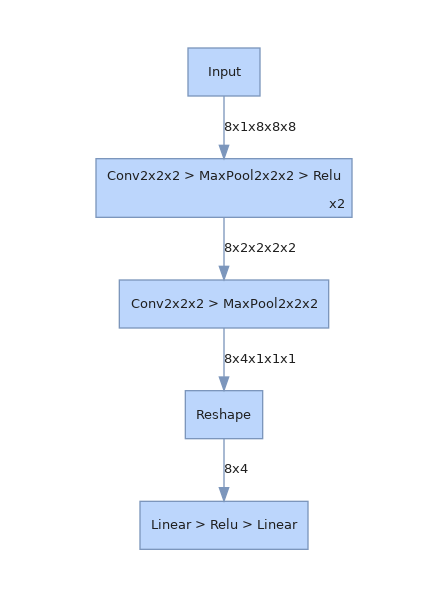 Input
8x1x8x8x8
Conv2x2x2 > MaxPool2x2x2 > Relu
x2
8x2x2x2x2
Conv2x2x2 > MaxPool2x2x2
8x4x1x1x1
Reshape
8x4
Linear > Relu > Linear